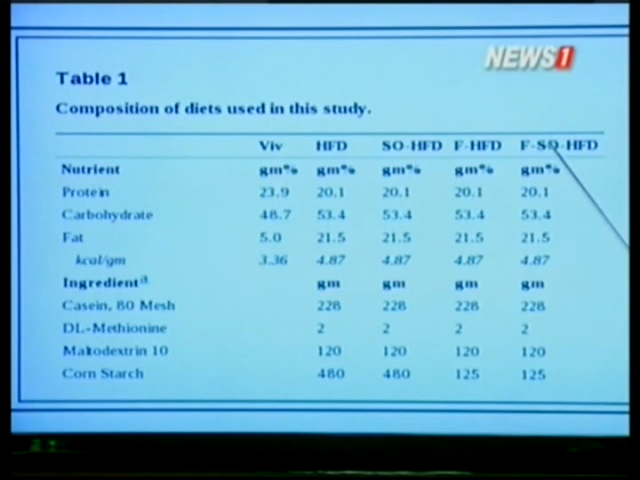 NEWS1
Table 1
Composition of diets used in this study.
Viv HFD SO-HFD F-HFD F-SO-HFD
Nutrient gm% gm% gm% gm% gm%
Protein 23.9 20.1 20.1 20.1 20.1
Carbohydrate 48.7 53.4 53.4 53.4 53.4
Fat 5.0 21.5 21.5 21.5 21.5
kcal/gm 3.36 4.87 4.87 4.87 4.87
Ingredient a gm gm gm gm
Casein, 80 Mesh 228 228 228 228
DL-Methionine 2 2 2 2
Maltodextrin 10 120 120 120 120
Corn Starch 480 480 125 125